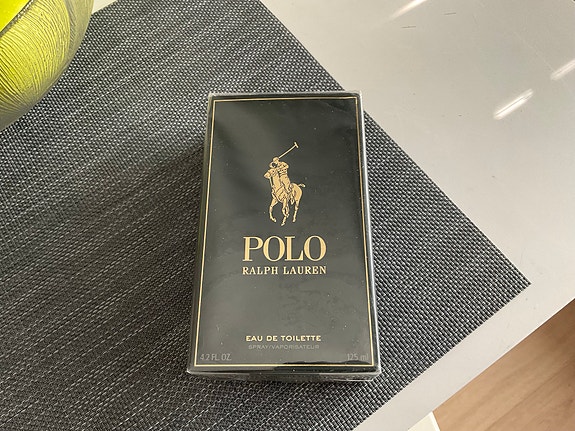 POLO
RALPH LAUREN
EAU DE TOILETTE
SPRAY/VAPORISATEUR
4.2 FL. OZ. 125 ml